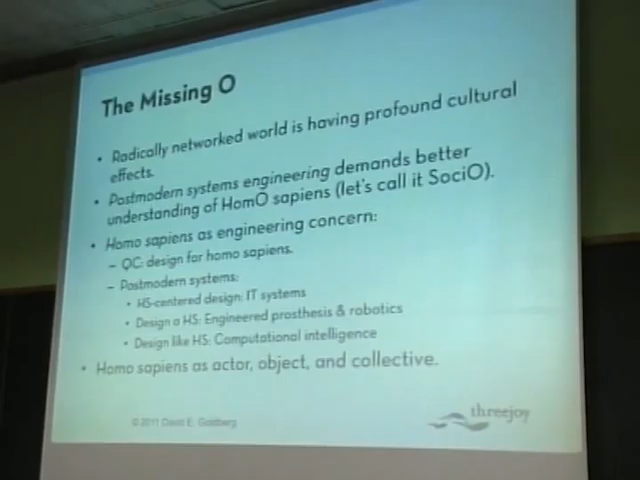 The Missing O
• Radically networked world is having profound cultural
effects.
• Postmodern systems engineering demands better
understanding of HomO sapiens (let's call it SociO).
• Homo sapiens as engineering concern:
– QC: design for homo sapiens.
– Postmodern systems:
• HS-centered design: IT systems
• Design a HS: Engineered prosthesis & robotics
• Design like HS: Computational intelligence
• Homo sapiens as actor, object, and collective.
© 2011 David E. Goldberg
threejoy